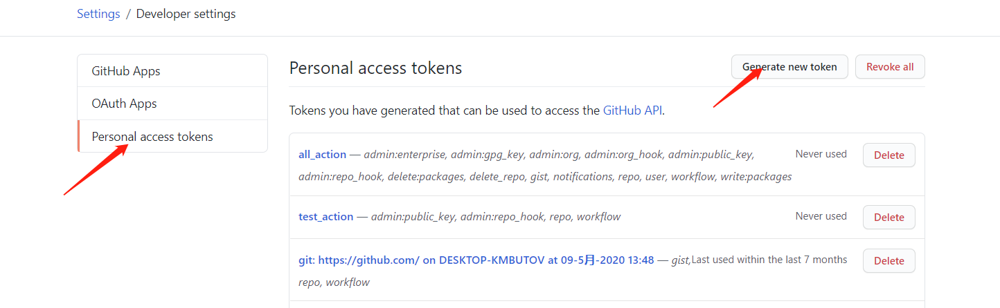 Settings / Developer settings
GitHub Apps
OAuth Apps
Personal access tokens
Personal access tokens
Generate new token
Revoke all
Tokens you have generated that can be used to access the GitHub API.
all_action — admin:enterprise, admin:gpg_key, admin:org, admin:org_hook, admin:public_key,
admin:repo_hook, delete:packages, delete_repo, gist, notifications, repo, user, workflow, write:packages
Never used
Delete
test_action — admin:public_key, admin:repo_hook, repo, workflow
Never used
Delete
git: https://github.com/ on DESKTOP-KMBUTOV at 09-5月-2020 13:48 — gist,
repo, workflow
Last used within the last 7 months
Delete